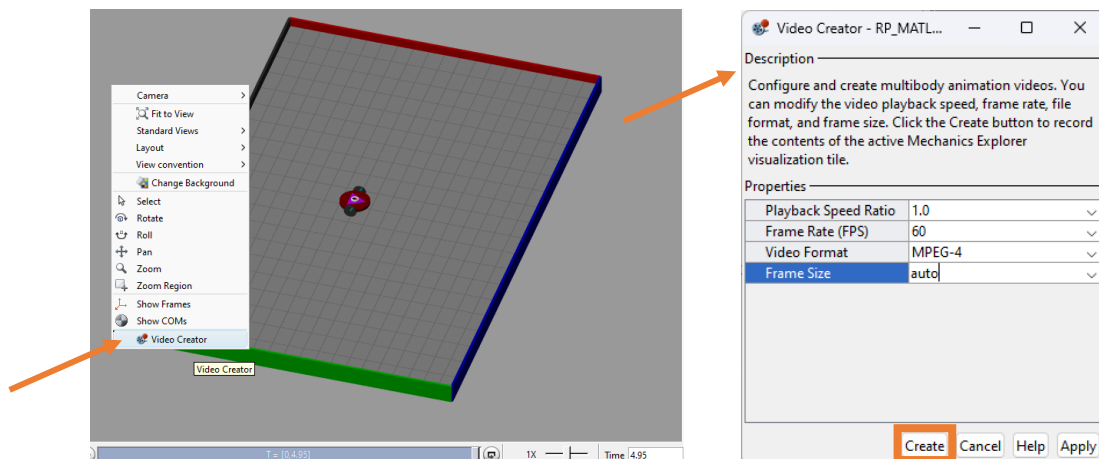 Camera >
Fit to View
Standard Views >
Layout >
View convention >
Change Background
Select
Rotate
Roll
Pan
Zoom
Zoom Region
Show Frames
Show COMs
Video Creator
Video Creator
T = [0,4.95]
1X
Time 4.95
Video Creator - RP_MATL...
Description
Configure and create multibody animation videos. You
can modify the video playback speed, frame rate, file
format, and frame size. Click the Create button to record
the contents of the active Mechanics Explorer
visualization tile.
Properties
Playback Speed Ratio 1.0
Frame Rate (FPS) 60
Video Format MPEG-4
Frame Size auto
Create Cancel Help Apply